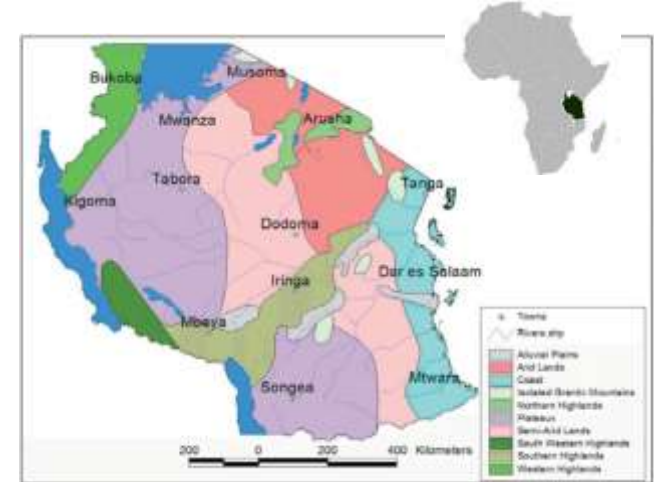 Bukoba
Musoma
Mwanza
Arusha
Tabora
Tanga
Kigoma
Dodoma
Dar es Salaam
Iringa
Mbeya
Mtwara
Songea
200 0 200 400 Kilometers
Towns
Rivers.shp
Alluvial Plains
Arid Lands
Coast
Isolated Granitic Mountains
Northern Highlands
Plateaux
Semi-Arid Lands
South Western Highlands
Southern Highlands
Western Highlands